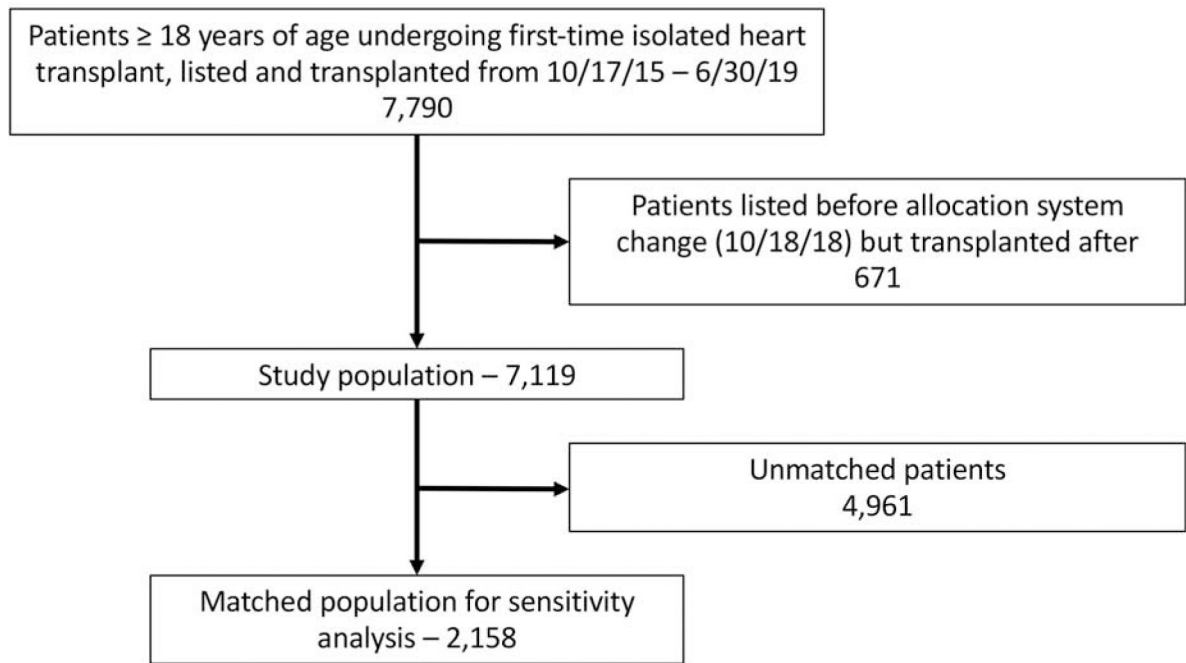 Patients ≥ 18 years of age undergoing first-time isolated heart
transplant, listed and transplanted from 10/17/15 – 6/30/19
7,790
Patients listed before allocation system
change (10/18/18) but transplanted after
671
Study population – 7,119
Unmatched patients
4,961
Matched population for sensitivity
analysis – 2,158